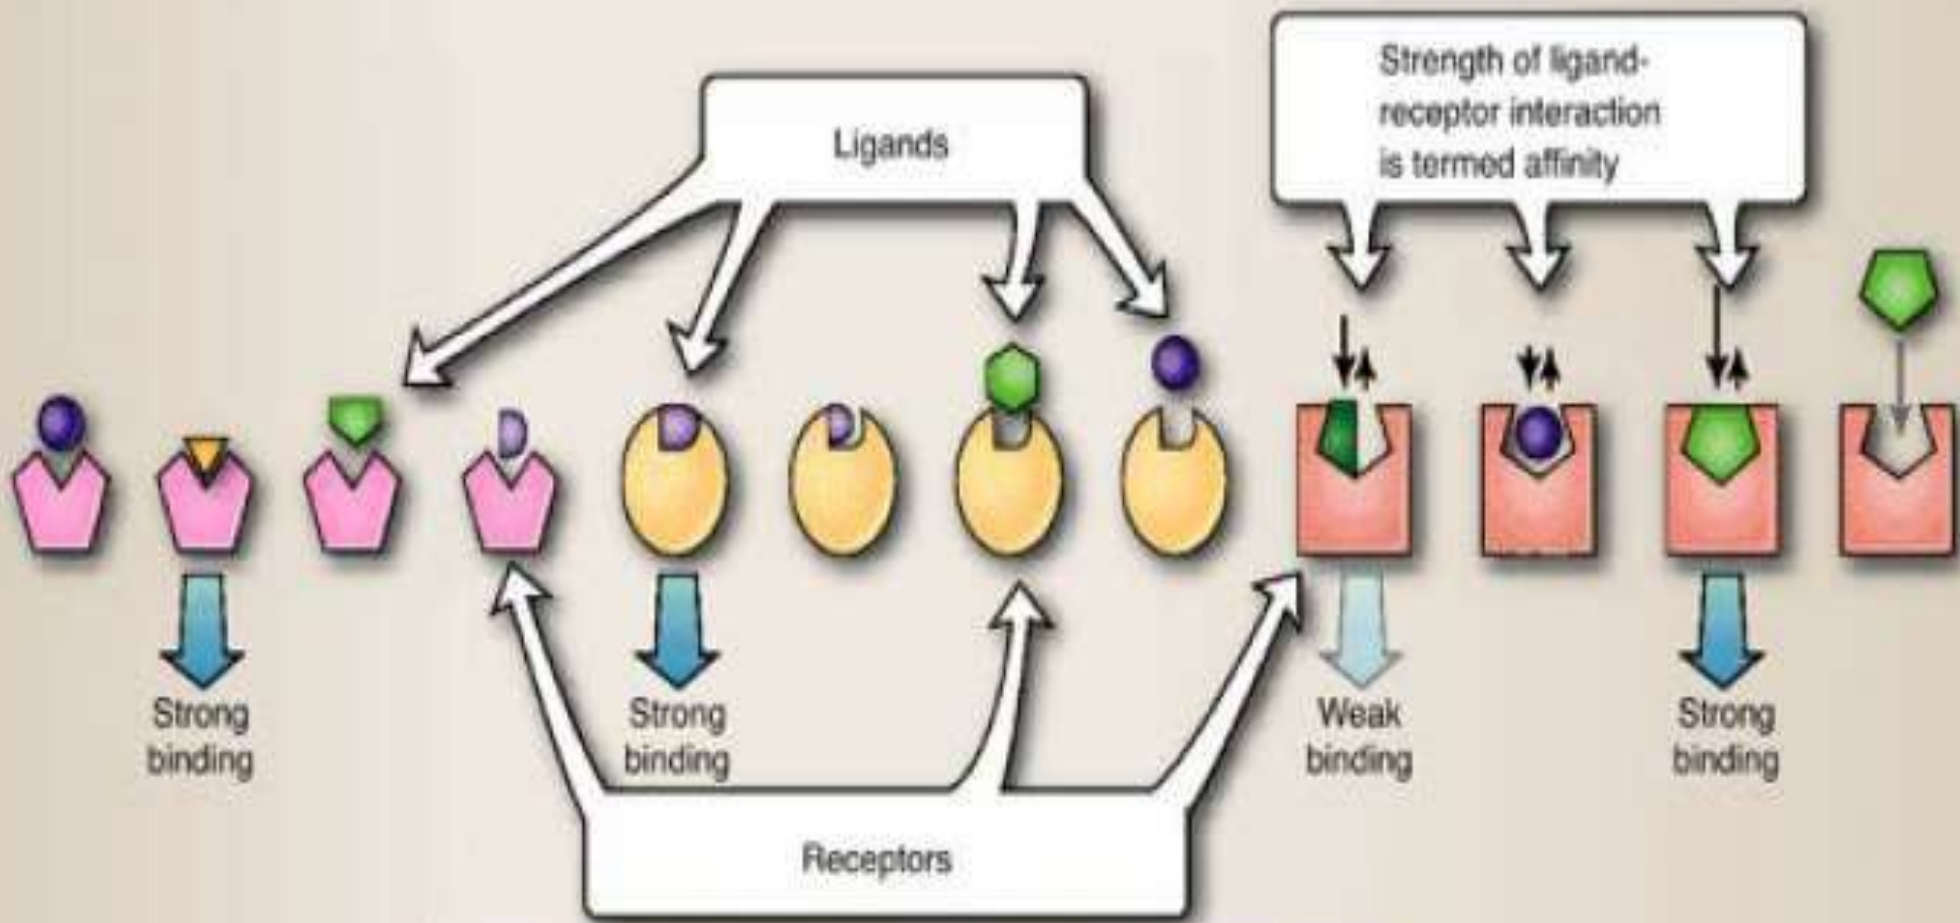 Strength of ligand-
receptor interaction
is termed affinity
Ligands
Strong
binding
Strong
binding
Weak
binding
Strong
binding
Receptors